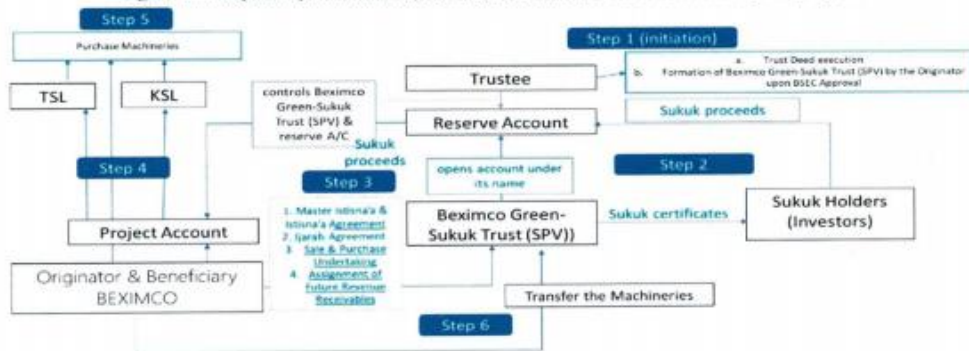 Step 5
Purchase Machineries
Step 1 (initiation)
a. Trust Deed execution
b. Formation of Beximco Green-Sukuk Trust (SPV) by the Originator
upon BSEC Approval
Trustee
TSL
KSL
controls Beximco
Green-Sukuk
Trust (SPV) &
reserve A/C
Reserve Account
Sukuk proceeds
Sukuk
proceeds
Step 4
Step 3
opens account under
its name
Step 2
1. Master Istisna'a &
Istisna'a Agreement
2. Ijarah Agreement
3. Sale & Purchase
Undertaking
4. Assignment of
Future Revenue
Receivables
Project Account
Beximco Green-
Sukuk Trust (SPV))
Sukuk certificates
Sukuk Holders
(Investors)
Originator & Beneficiary
BEXIMCO
Transfer the Machineries
Step 6